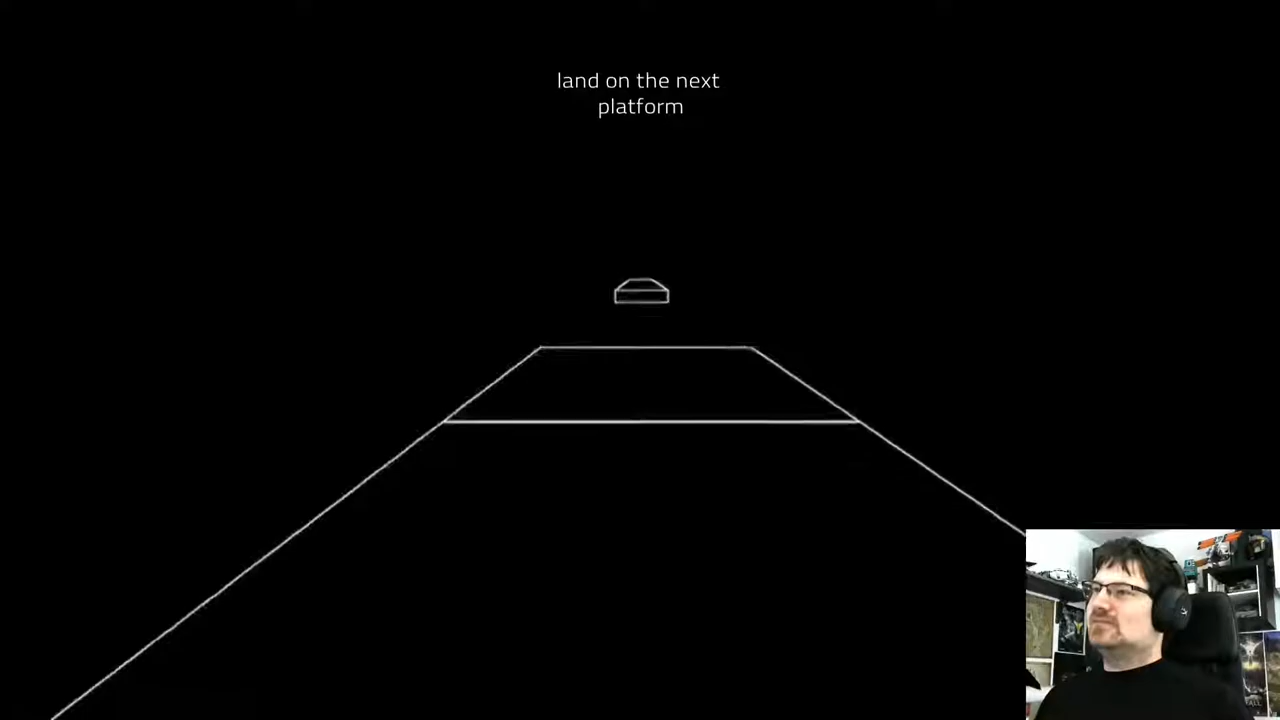 land on the next
platform